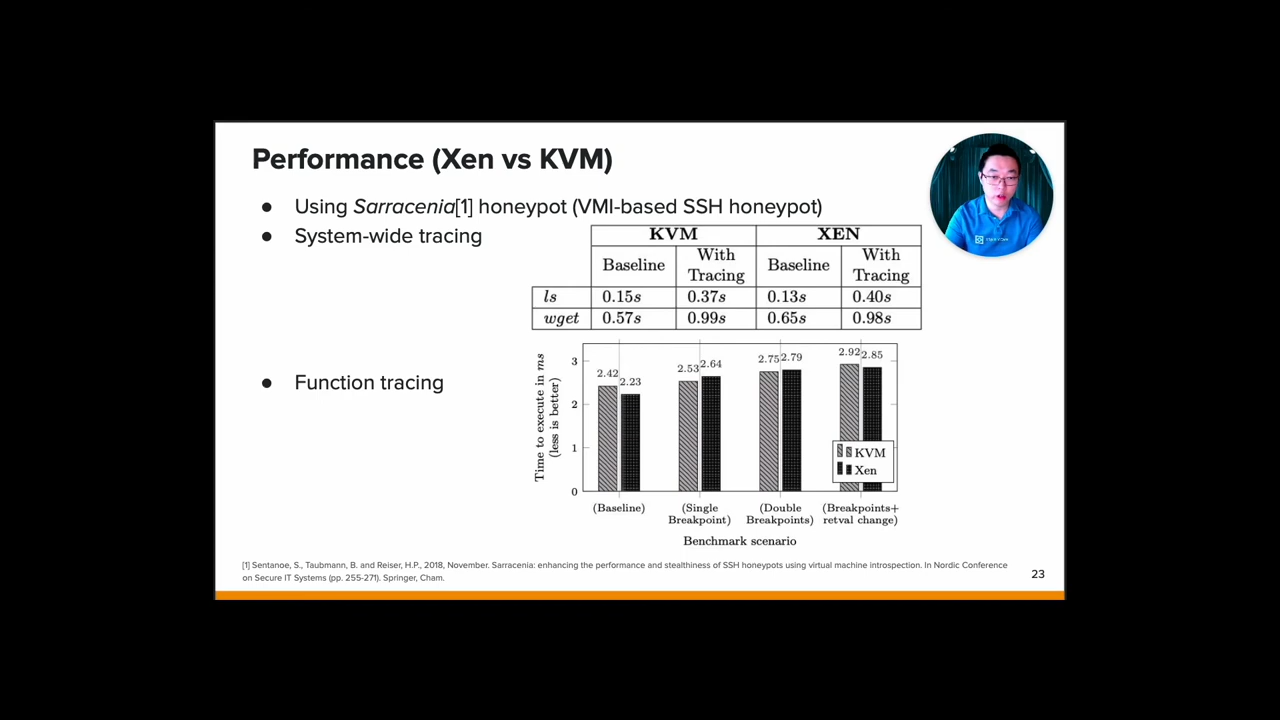 Performance (Xen vs KVM)
● Using Sarracenia[1] honeypot (VMI-based SSH honeypot)
● System-wide tracing
KVM XEN
Baseline With Tracing Baseline With Tracing
ls 0.15s 0.37s 0.13s 0.40s
wget 0.57s 0.99s 0.65s 0.98s
● Function tracing
Time to execute in ms
(less is better)
3
2
1
0
2.42 2.23 2.53 2.64 2.75 2.79 2.92 2.85
KVM
Xen
(Baseline) (Single Breakpoint) (Double Breakpoints) (Breakpoints+ retval change)
Benchmark scenario
[1] Sentanoe, S., Taubmann, B. and Reiser, H.P., 2018, November. Sarracenia: enhancing the performance and stealthiness of SSH honeypots using virtual machine introspection. In Nordic Conference
on Secure IT Systems (pp. 255-271). Springer, Cham.
23